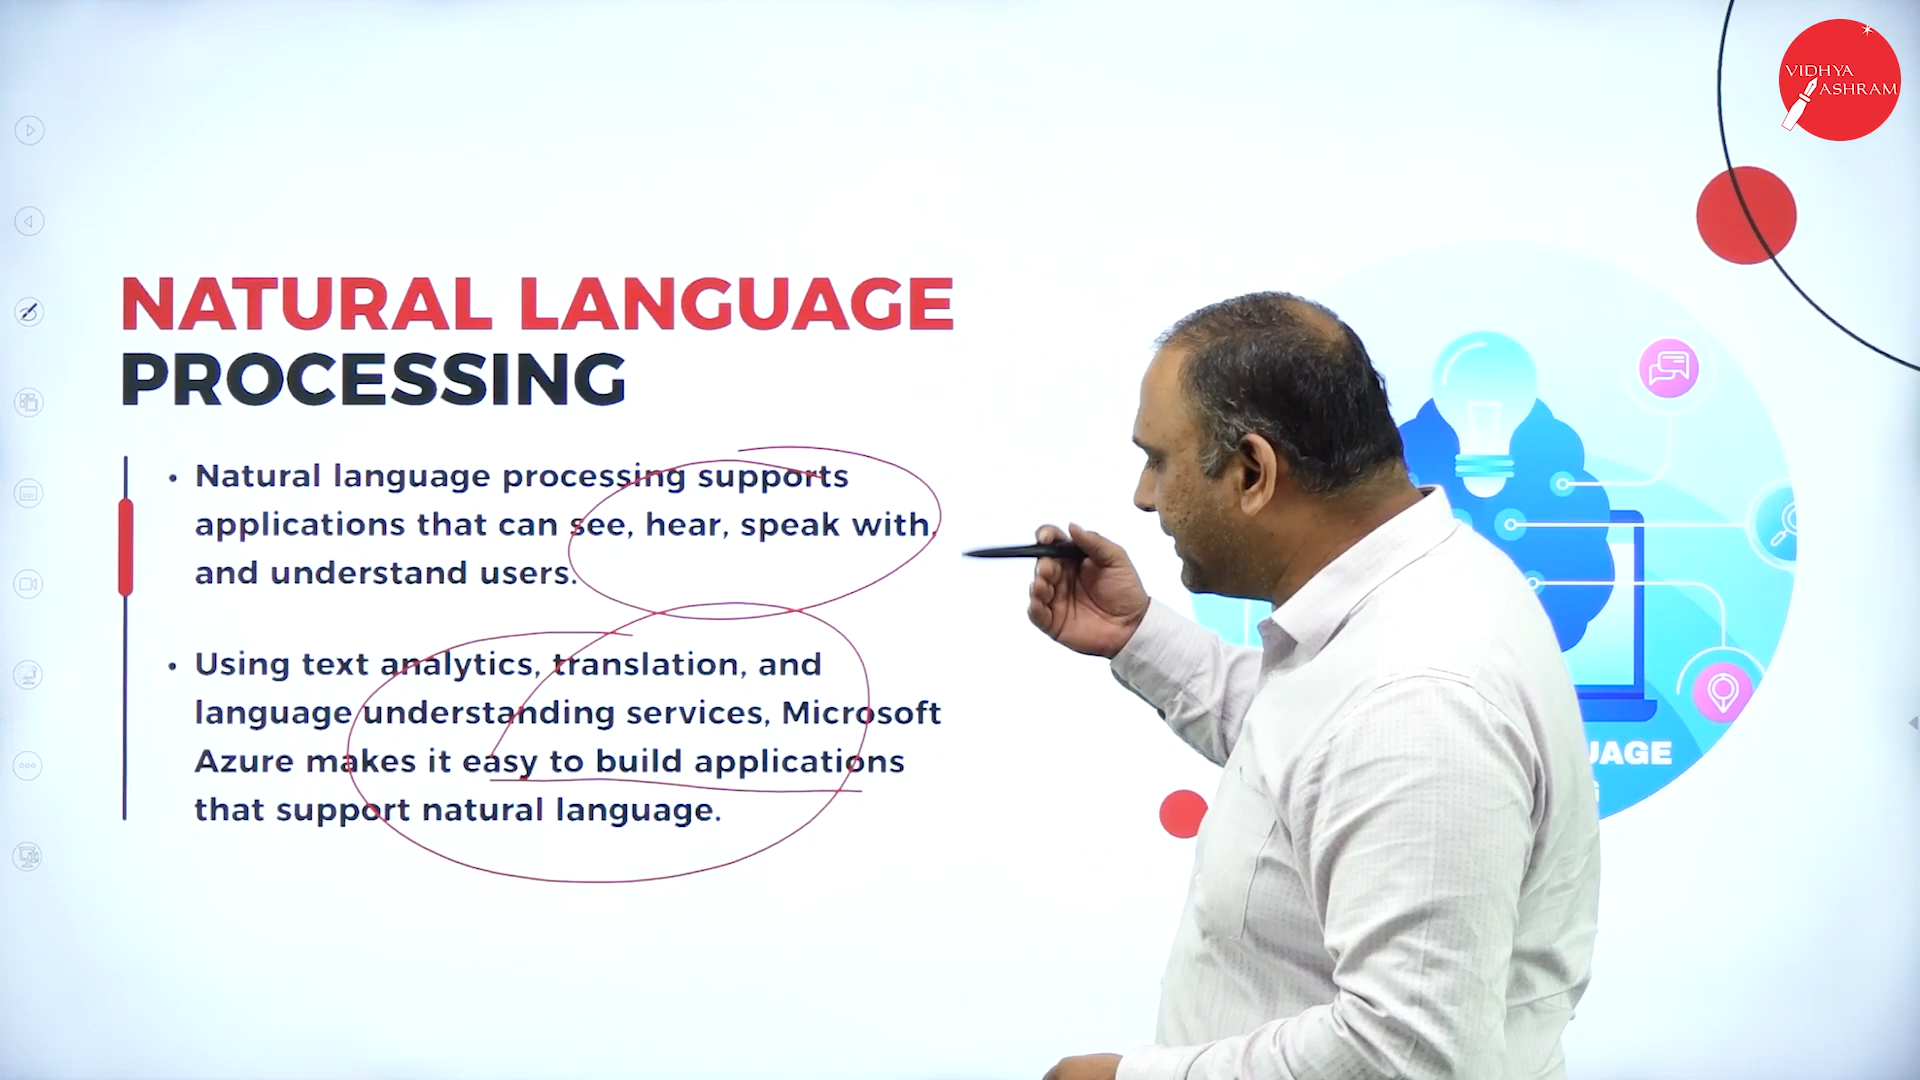 VIDHYA
ASHRAM
NATURAL LANGUAGE
PROCESSING
• Natural language processing supports
applications that can see, hear, speak with,
and understand users.
• Using text analytics, translation, and
language understanding services, Microsoft
Azure makes it easy to build applications
that support natural language.